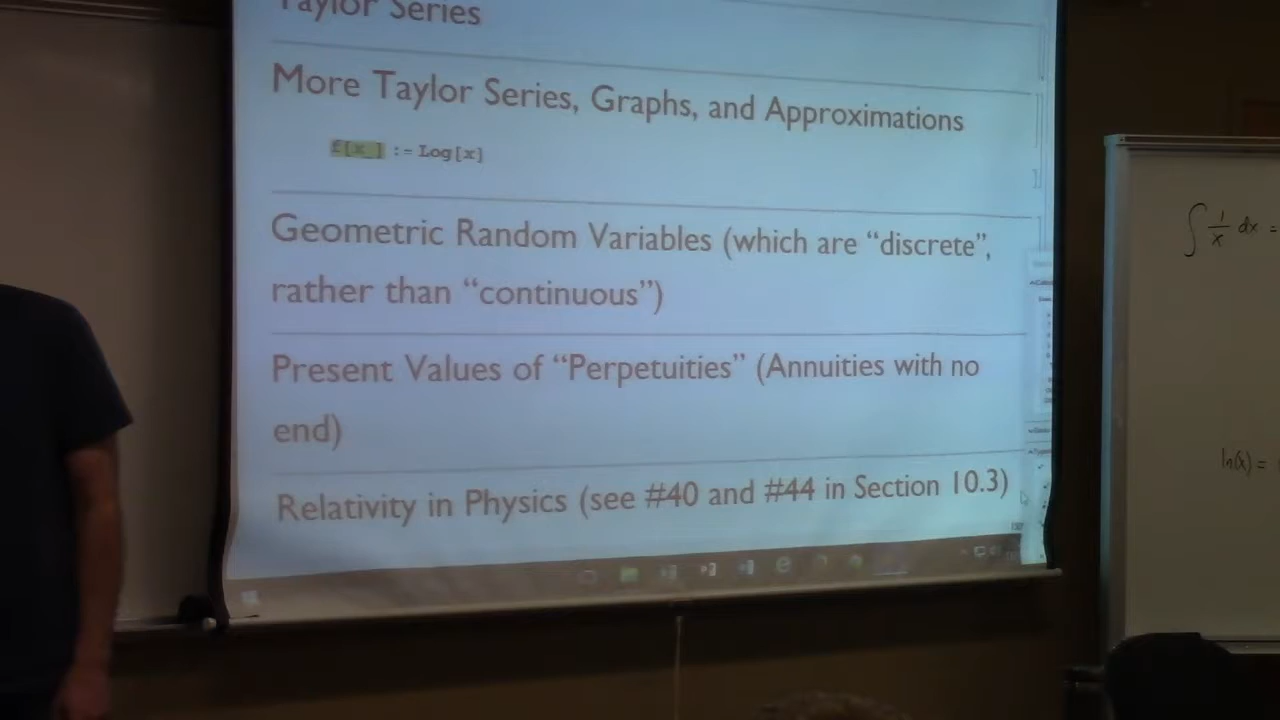 Taylor Series
More Taylor Series, Graphs, and Approximations
f[x_] := Log[x]
Geometric Random Variables (which are “discrete”,
rather than “continuous”)
Present Values of “Perpetuities” (Annuities with no
end)
Relativity in Physics (see #40 and #44 in Section 10.3)
∫ 1/x dx =
ln(x) =